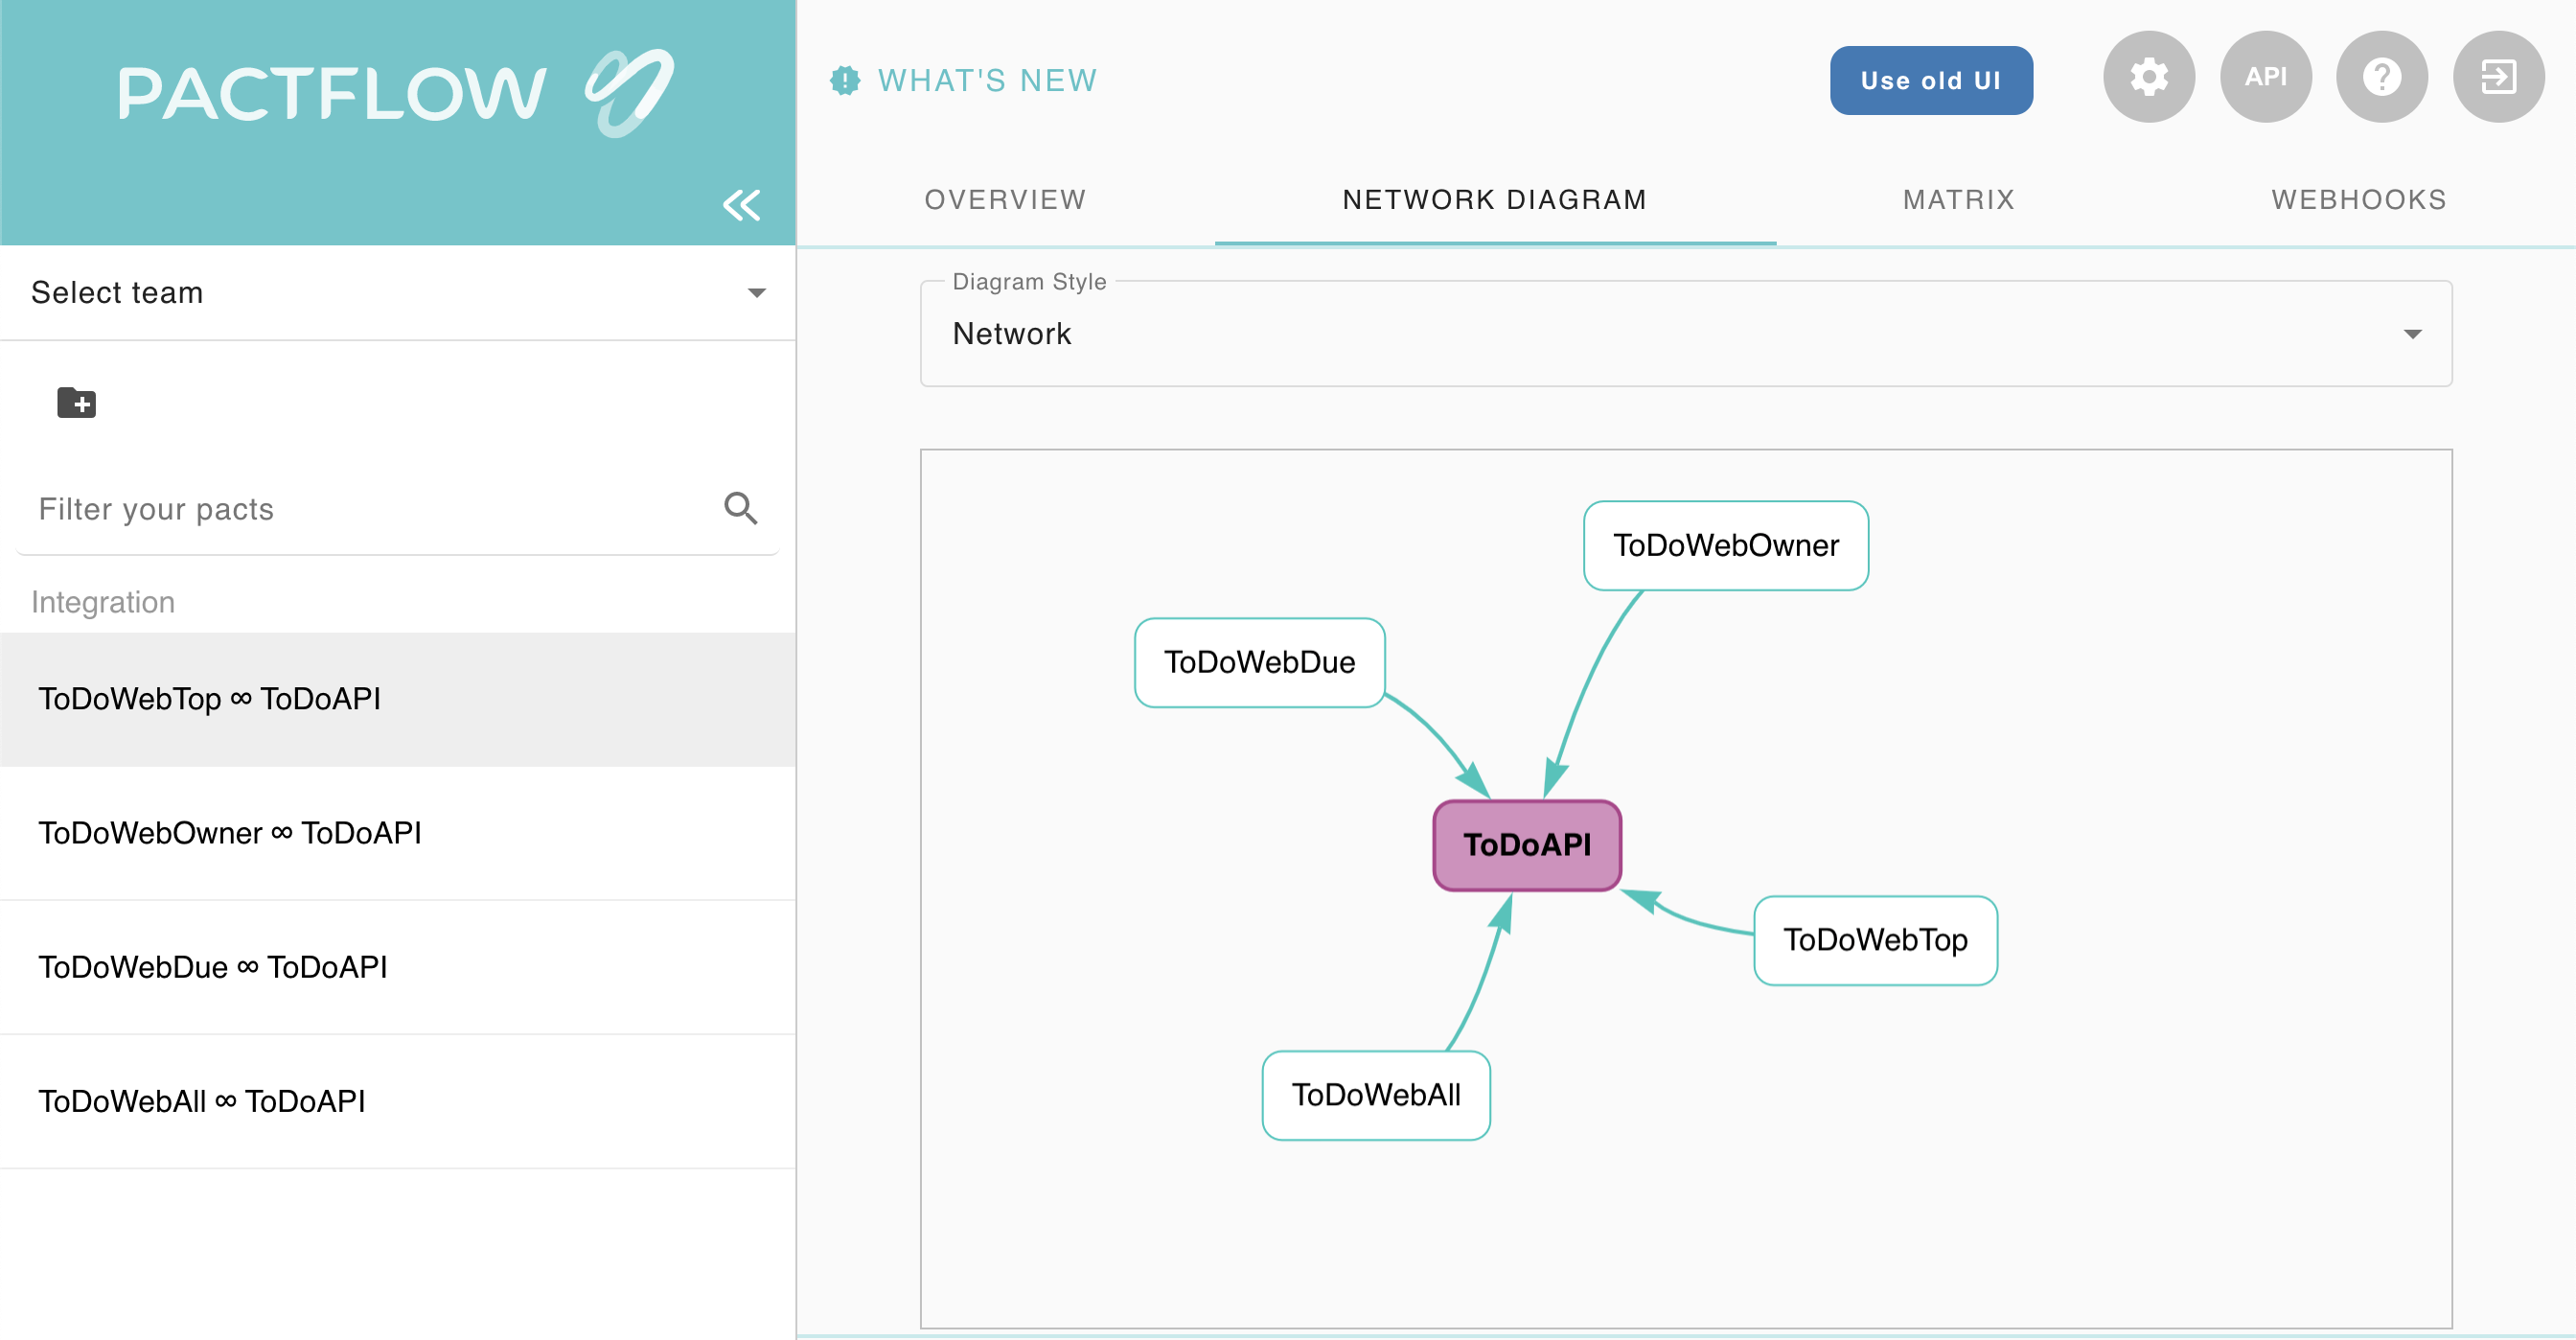 PACTFLOW
WHAT'S NEW
Use old UI
API
?
OVERVIEW
NETWORK DIAGRAM
MATRIX
WEBHOOKS
Select team
Filter your pacts
Integration
ToDoWebTop ∞ ToDoAPI
ToDoWebOwner ∞ ToDoAPI
ToDoWebDue ∞ ToDoAPI
ToDoWebAll ∞ ToDoAPI
Diagram Style
Network
ToDoWebOwner
ToDoWebDue
ToDoAPI
ToDoWebTop
ToDoWebAll